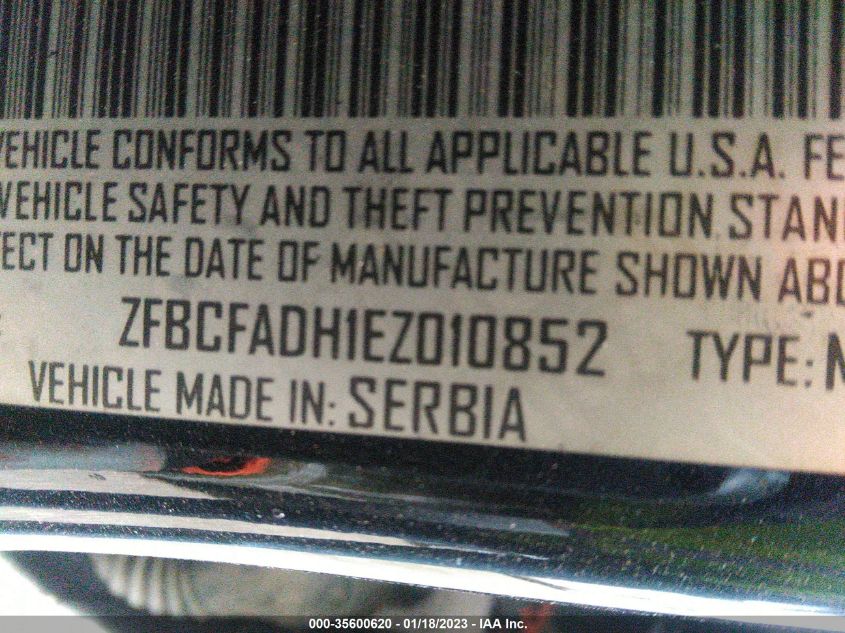 VEHICLE CONFORMS TO ALL APPLICABLE U.S.A.
VEHICLE SAFETY AND THEFT PREVENTION
ON THE DATE OF MANUFACTURE SHOWN
ZFBCFADH1EZ010852 TYPE:
VEHICLE MADE IN: SERBIA
000-35600620 | 01/18/2023 | IAA Inc.